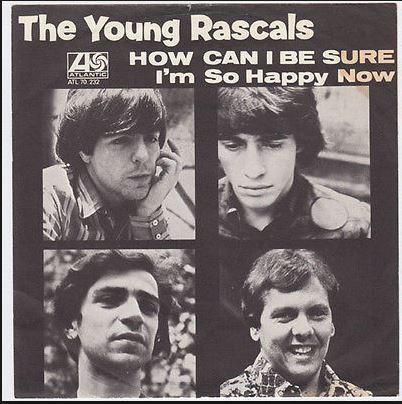 The Young Rascals
ATLANTIC
ATL 70.232
HOW CAN I BE SURE
I'm So Happy Now